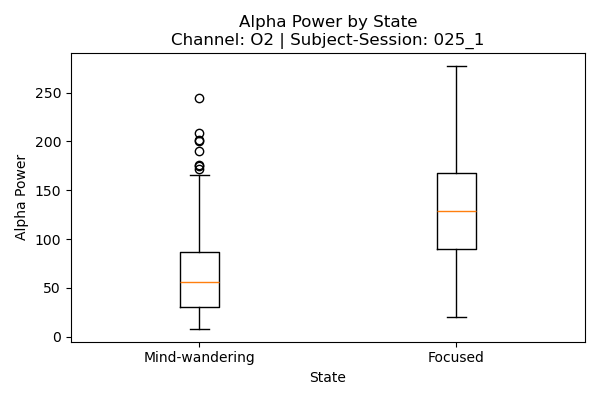 Alpha Power by State
Channel: O2 | Subject-Session: 025_1
Alpha Power
250
200
150
100
50
0
Mind-wandering
Focused
State